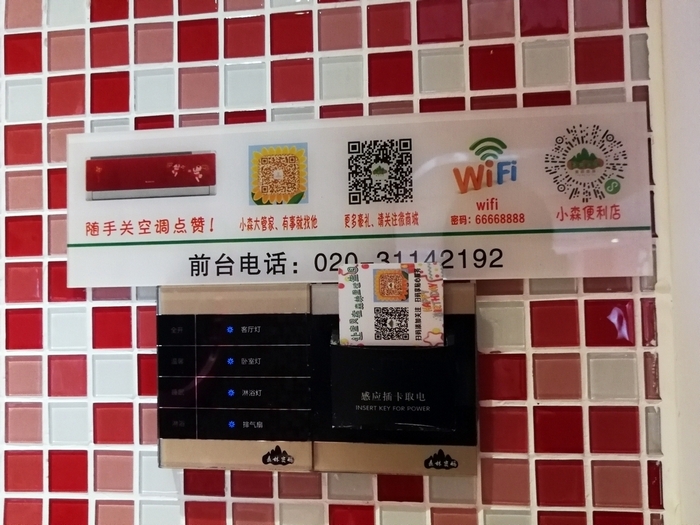 随手关空调点赞!
小森大管家、有事就找他
更多豪礼、请关注微商城
WiFi
wifi
密码:66668888
小森便利店
前台电话: 020-31142192
客厅灯
卧室灯
淋浴灯
排气扇
感应插卡取电
INSERT KEY FOR POWER